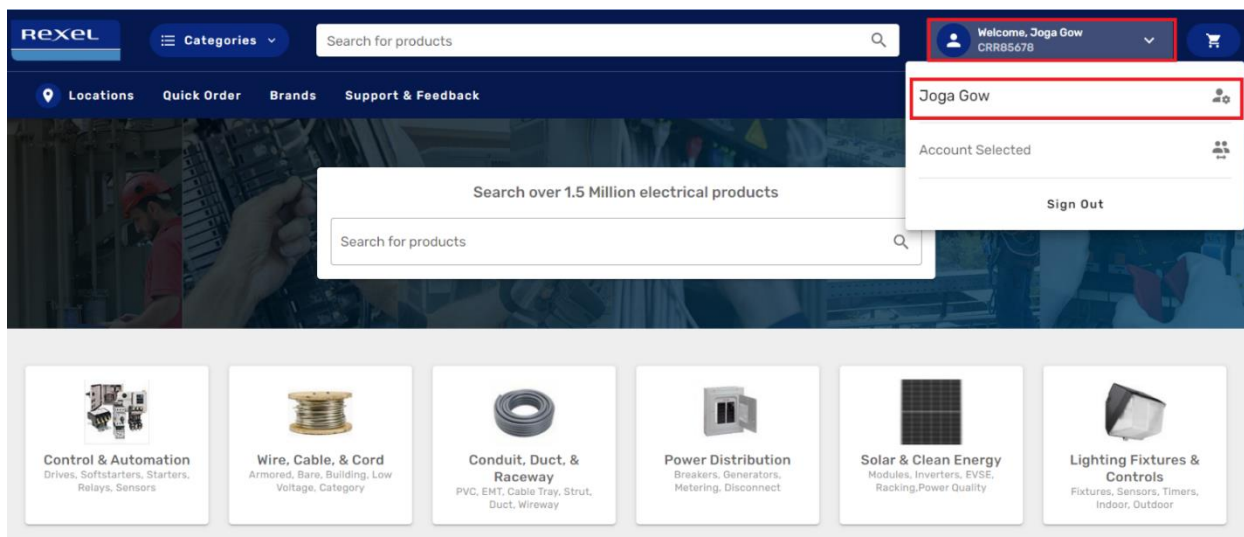 Rexel
Categories
Search for products
Welcome, Joga Gow
CRR85678
Locations
Quick Order
Brands
Support & Feedback
Joga Gow
Account Selected
Sign Out
Search over 1.5 Million electrical products
Search for products
Control & Automation
Drives, Softstarters, Starters,
Relays, Sensors
Wire, Cable, & Cord
Armored, Bare, Building, Low
Voltage, Category
Conduit, Duct, &
Raceway
PVC, EMT, Cable Tray, Strut,
Duct, Wireway
Power Distribution
Breakers, Generators,
Metering, Disconnect
Solar & Clean Energy
Modules, Inverters, EVSE,
Racking,Power Quality
Lighting Fixtures &
Controls
Fixtures, Sensors, Timers,
Indoor, Outdoor